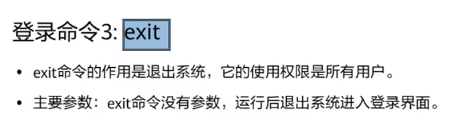 登录命令3: exit
• exit命令的作用是退出系统，它的使用权限是所有用户。
• 主要参数：exit命令没有参数，运行后退出系统进入登录界面。